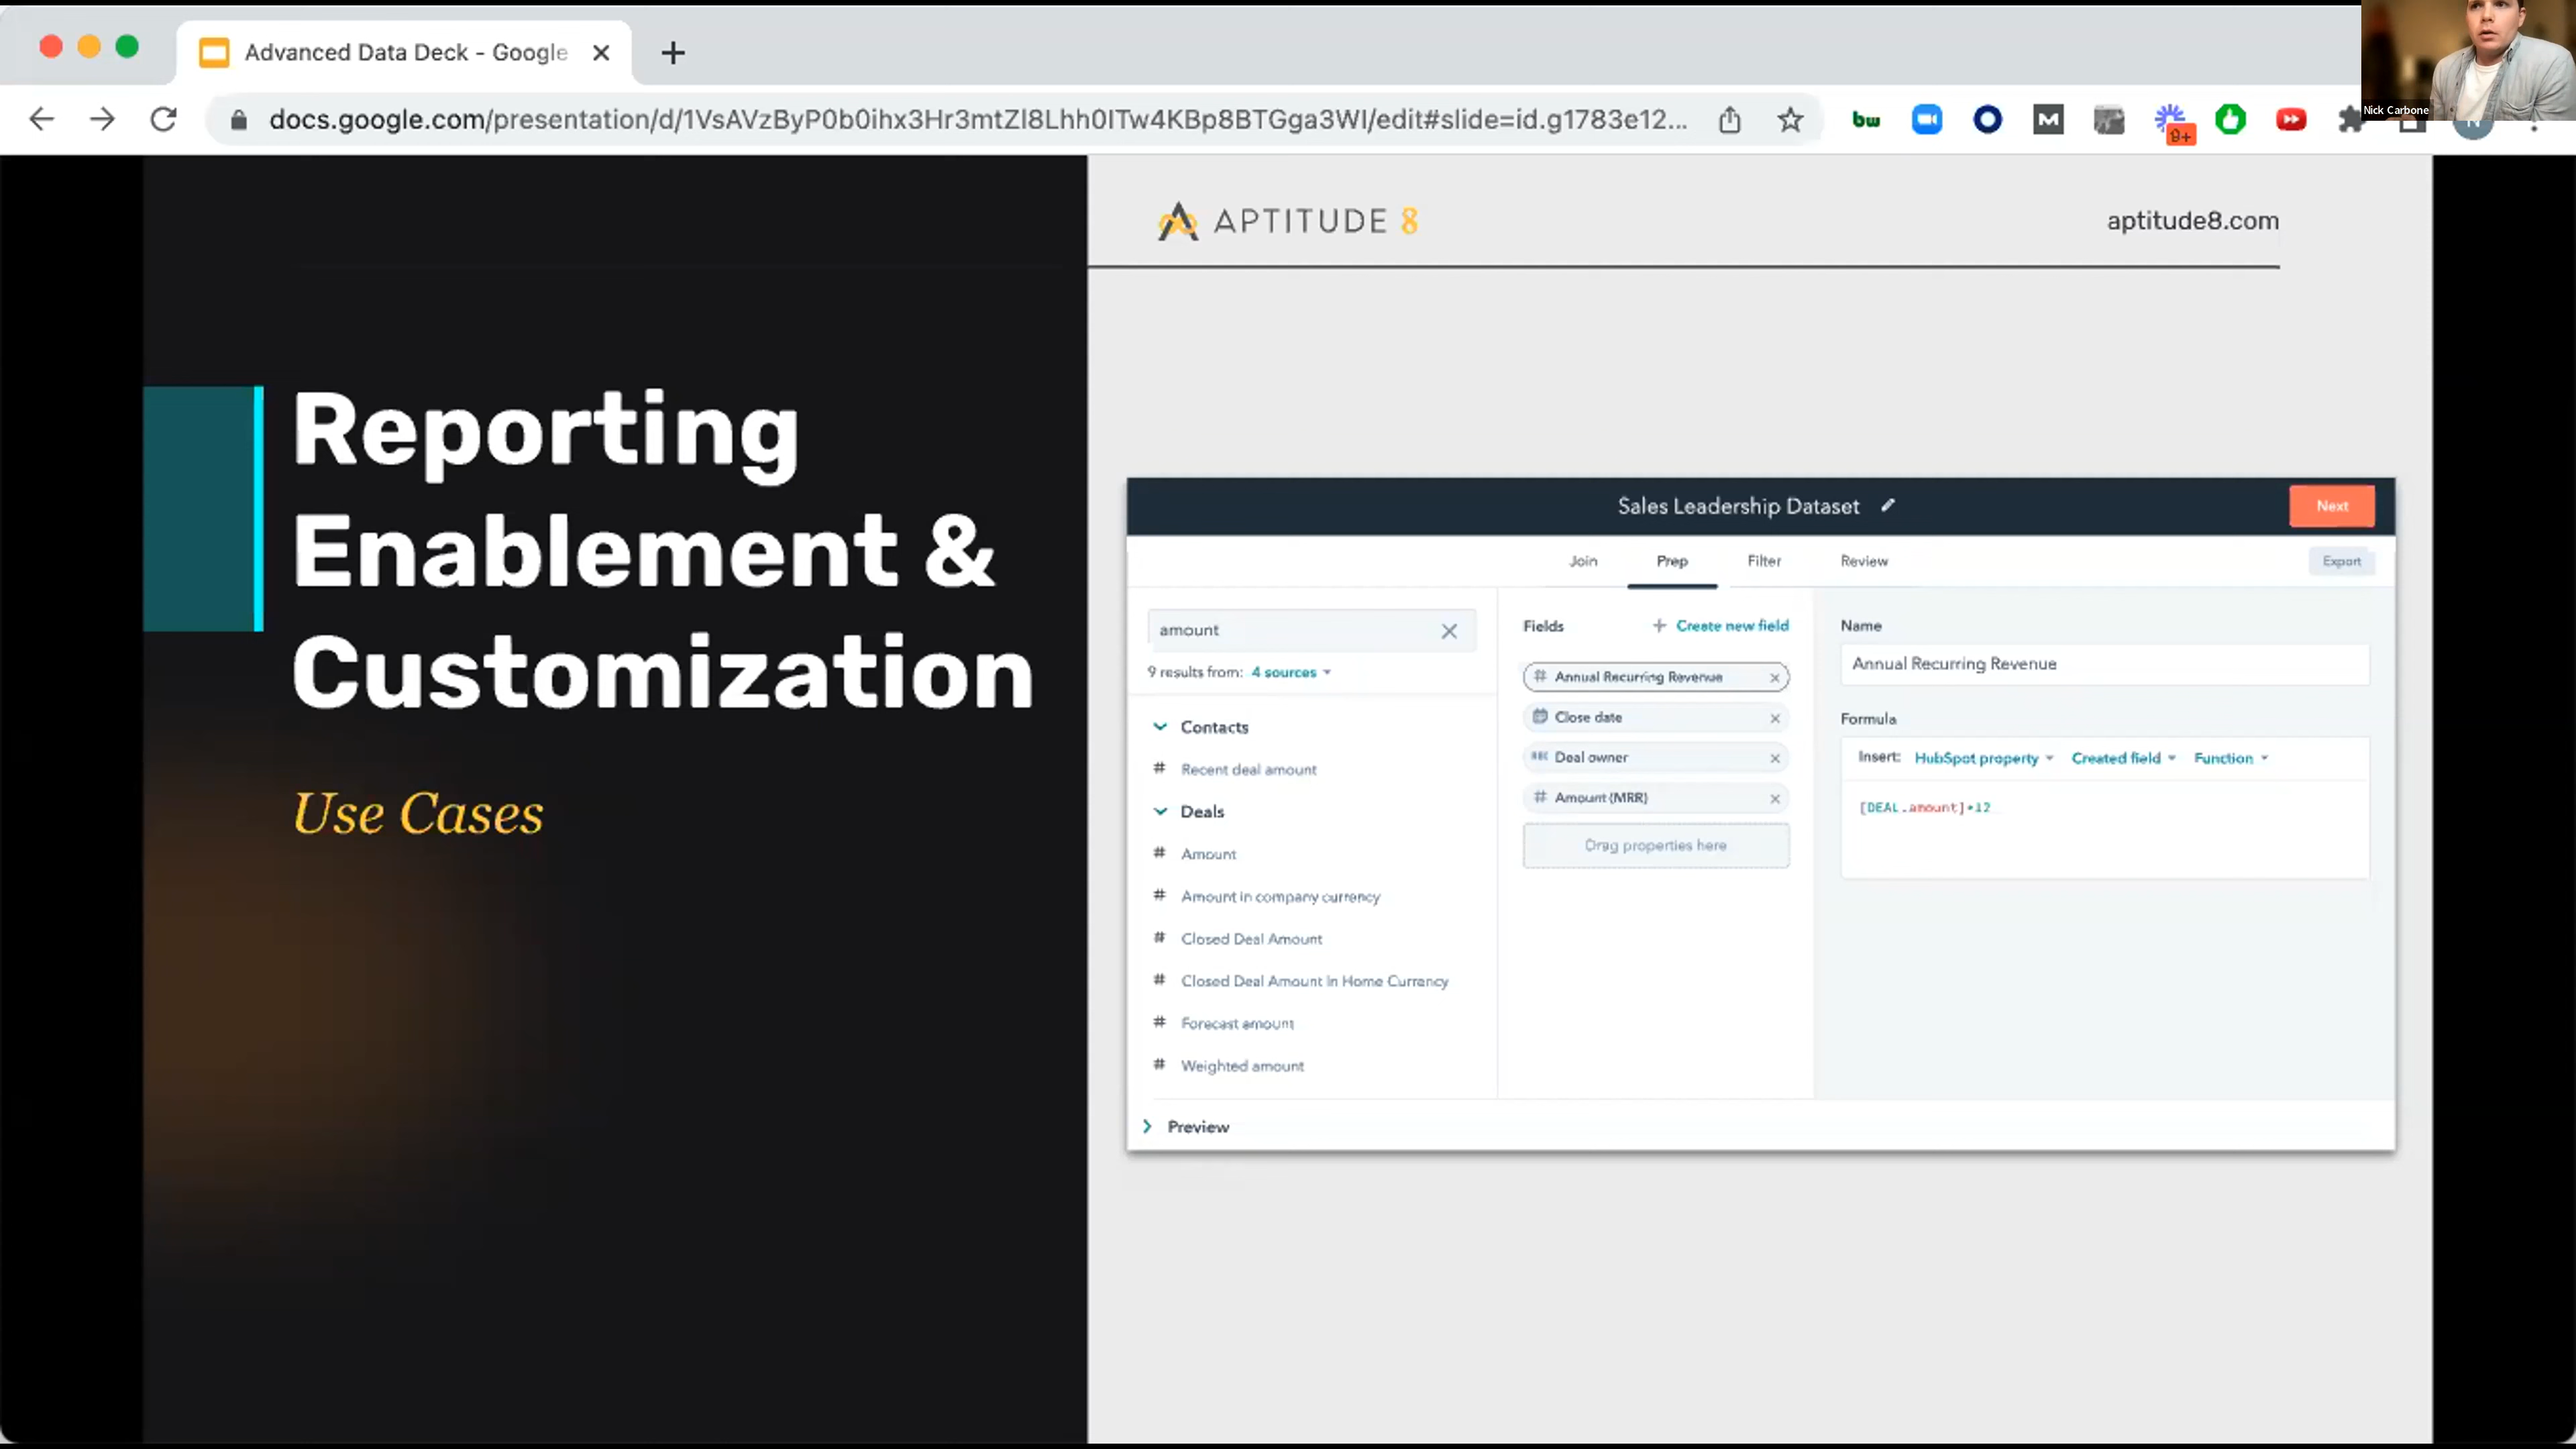 Advanced Data Deck - Google
docs.google.com/presentation/d/1VsAVzByP0b0ihx3Hr3mtZl8Lhh0ITw4KBp8BTGga3WI/edit#slide=id.g1783e12...
bw
M
8+
Nick Carbone
APTITUDE 8
aptitude8.com
Reporting
Enablement &
Customization
Use Cases
Sales Leadership Dataset
Next
Join
Prep
Filter
Review
Export
amount
9 results from: 4 sources
Contacts
# Recent deal amount
Deals
# Amount
# Amount in company currency
# Closed Deal Amount
# Closed Deal Amount In Home Currency
# Forecast amount
# Weighted amount
Preview
Fields
+ Create new field
# Annual Recurring Revenue
Close date
Deal owner
# Amount (MRR)
Drag properties here
Name
Annual Recurring Revenue
Formula
Insert: HubSpot property Created field Function
[DEAL.amount]*12